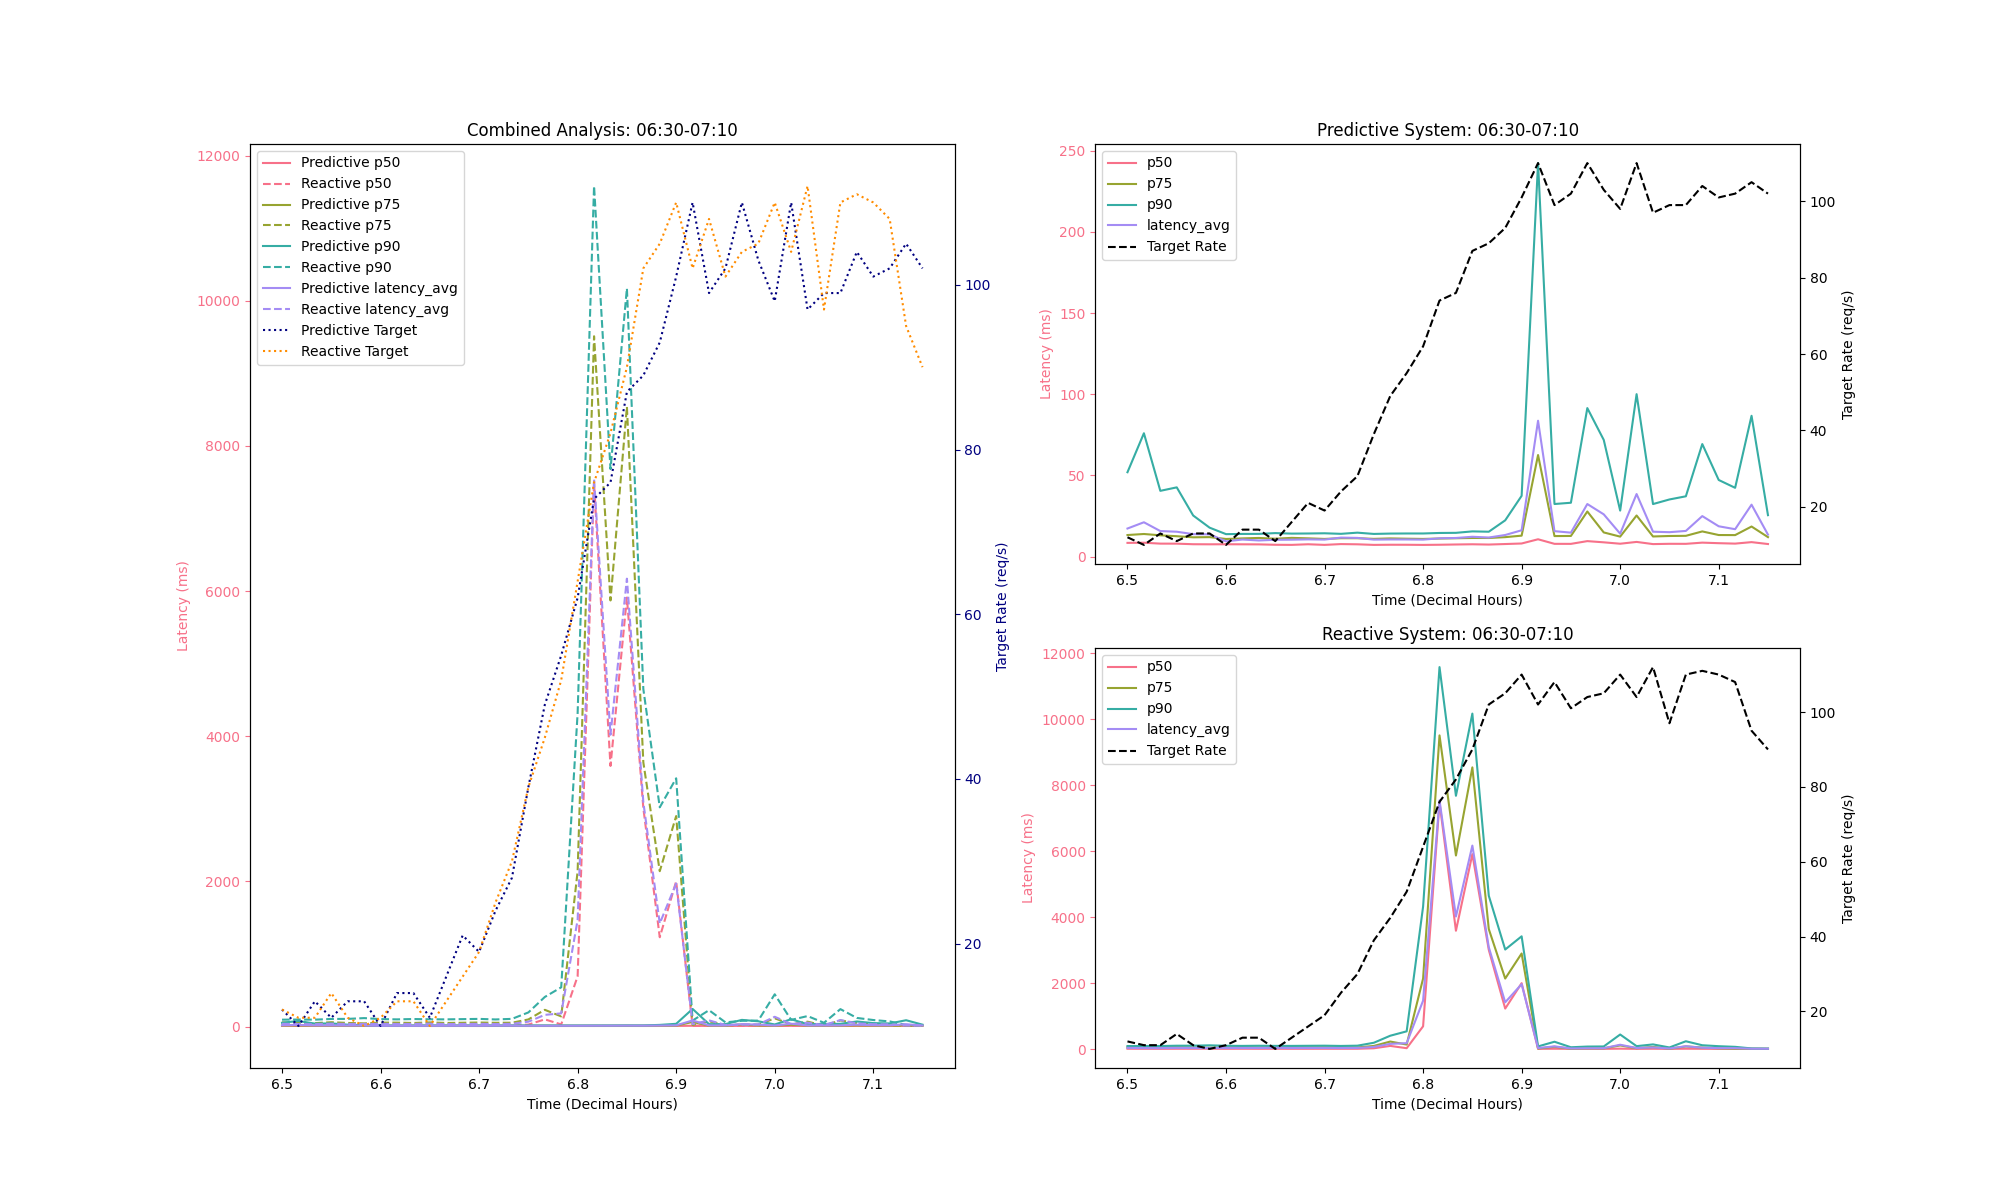 Combined Analysis: 06:30-07:10
12000
10000
8000
6000
4000
2000
0
Latency (ms)
Predictive p50
Reactive p50
Predictive p75
Reactive p75
Predictive p90
Reactive p90
Predictive latency_avg
Reactive latency_avg
Predictive Target
Reactive Target
100
80
60
40
20
Target Rate (req/s)
6.5 6.6 6.7 6.8 6.9 7.0 7.1
Time (Decimal Hours)
Predictive System: 06:30-07:10
250
200
150
100
50
0
Latency (ms)
p50
p75
p90
latency_avg
Target Rate
100
80
60
40
20
Target Rate (req/s)
6.5 6.6 6.7 6.8 6.9 7.0 7.1
Time (Decimal Hours)
Reactive System: 06:30-07:10
12000
10000
8000
6000
4000
2000
0
Latency (ms)
p50
p75
p90
latency_avg
Target Rate
100
80
60
40
20
Target Rate (req/s)
6.5 6.6 6.7 6.8 6.9 7.0 7.1
Time (Decimal Hours)